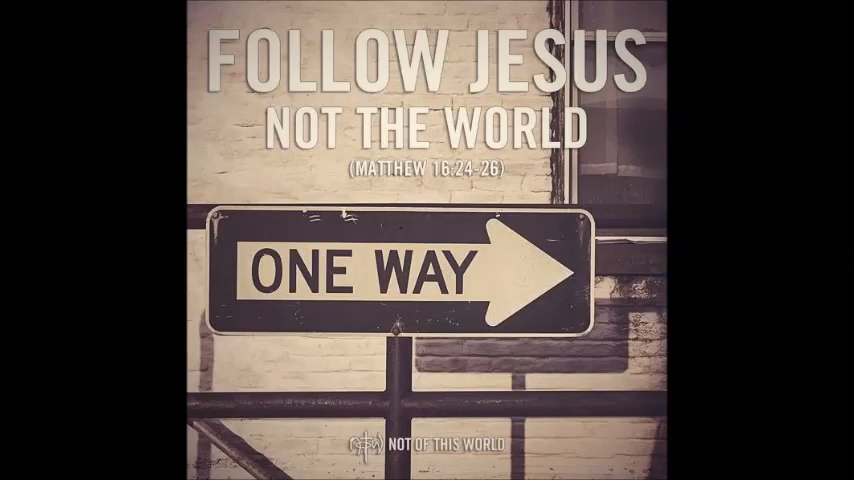 FOLLOW JESUS
NOT THE WORLD
(MATTHEW 16:24-26)
ONE WAY
NOT OF THIS WORLD